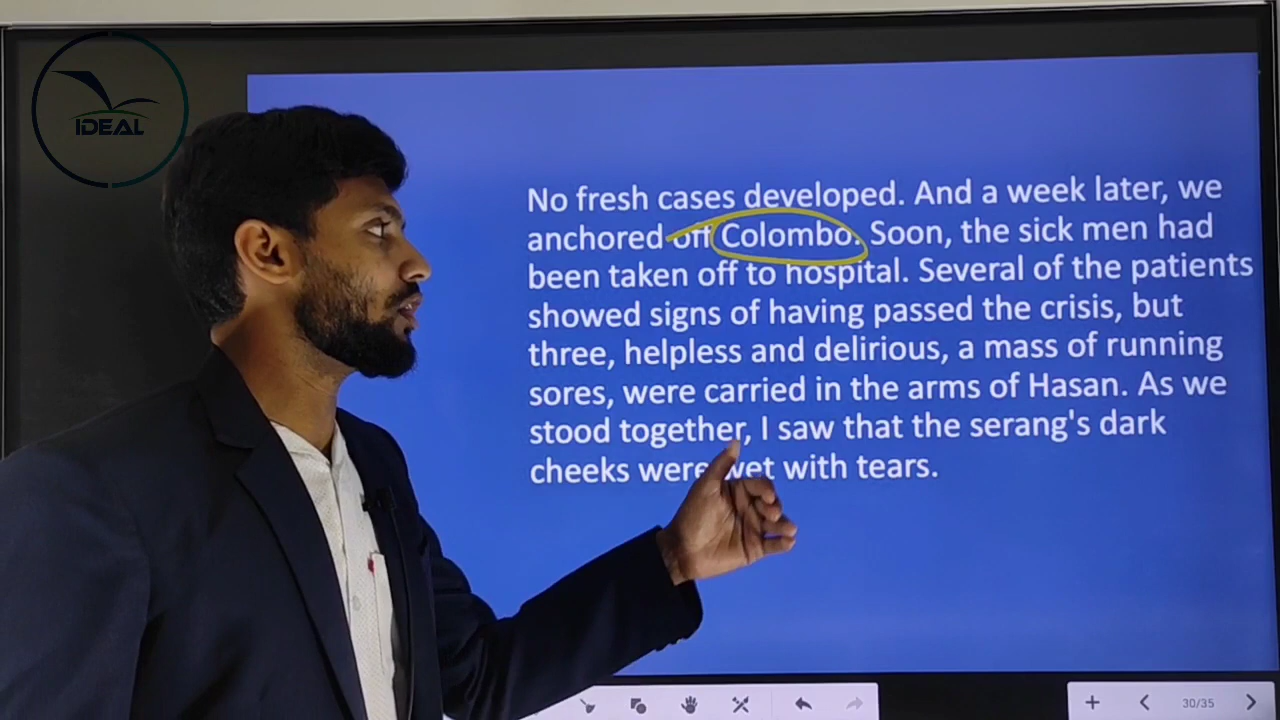 IDEAL
No fresh cases developed. And a week later, we
anchored off Colombo. Soon, the sick men had
been taken off to hospital. Several of the patients
showed signs of having passed the crisis, but
three, helpless and delirious, a mass of running
sores, were carried in the arms of Hasan. As we
stood together, I saw that the serang's dark
cheeks were wet with tears.
30/35